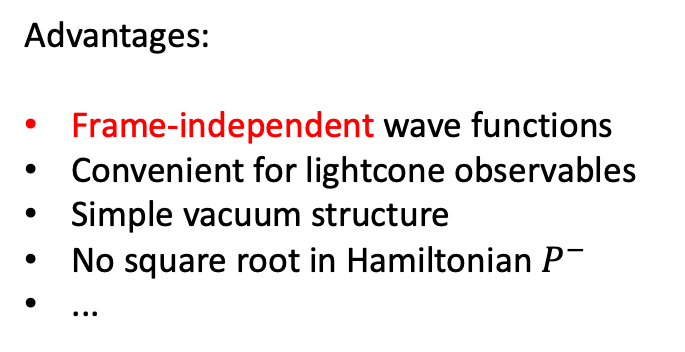 Advantages:
• Frame-independent wave functions
• Convenient for lightcone observables
• Simple vacuum structure
• No square root in Hamiltonian P⁻
• ...